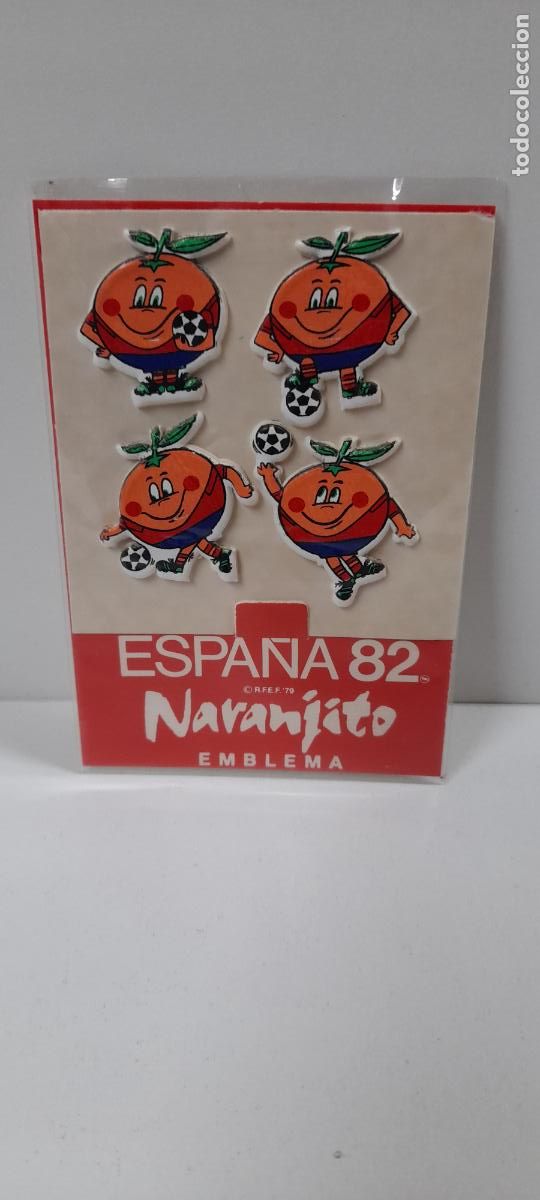 ESPAÑA 82
© R.F.E.F. '79
Naranjito
EMBLEMA
todocoleccion